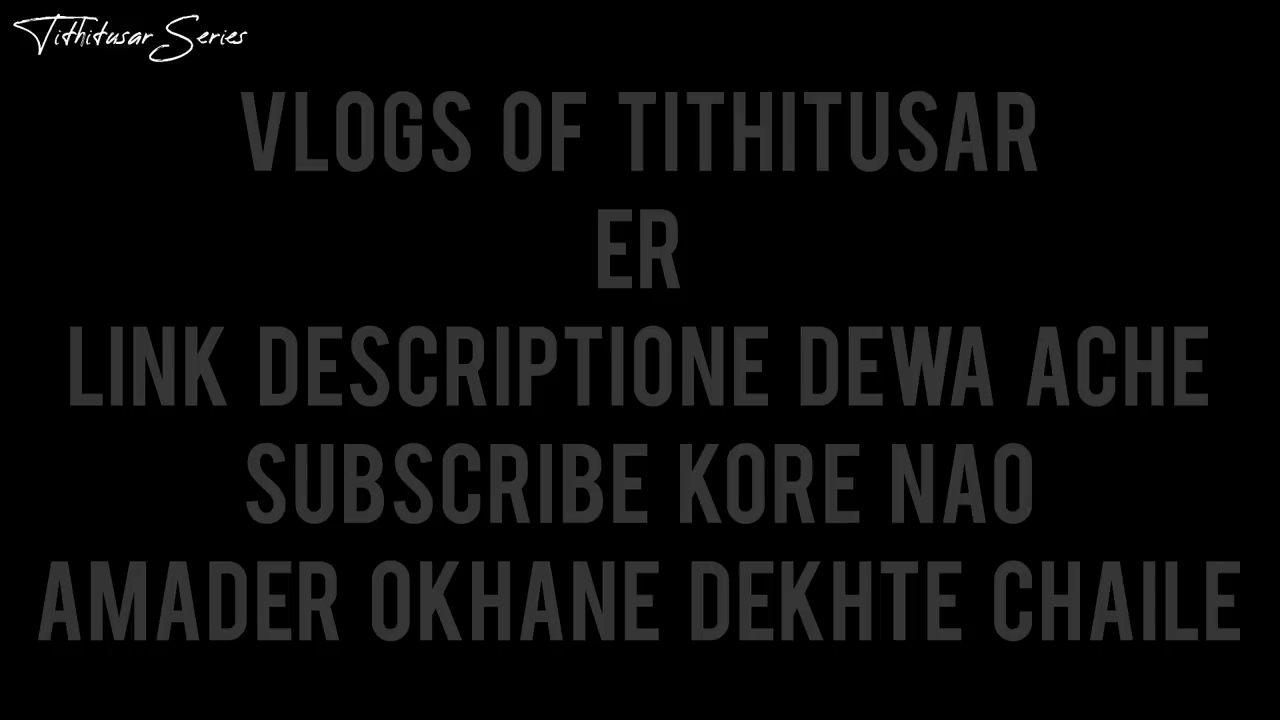 Tithitusar Series
VLOGS OF TITHITUSAR
ER
LINK DESCRIPTIONE DEWA ACHE
SUBSCRIBE KORE NAO
AMADER OKHANE DEKHTE CHAILE